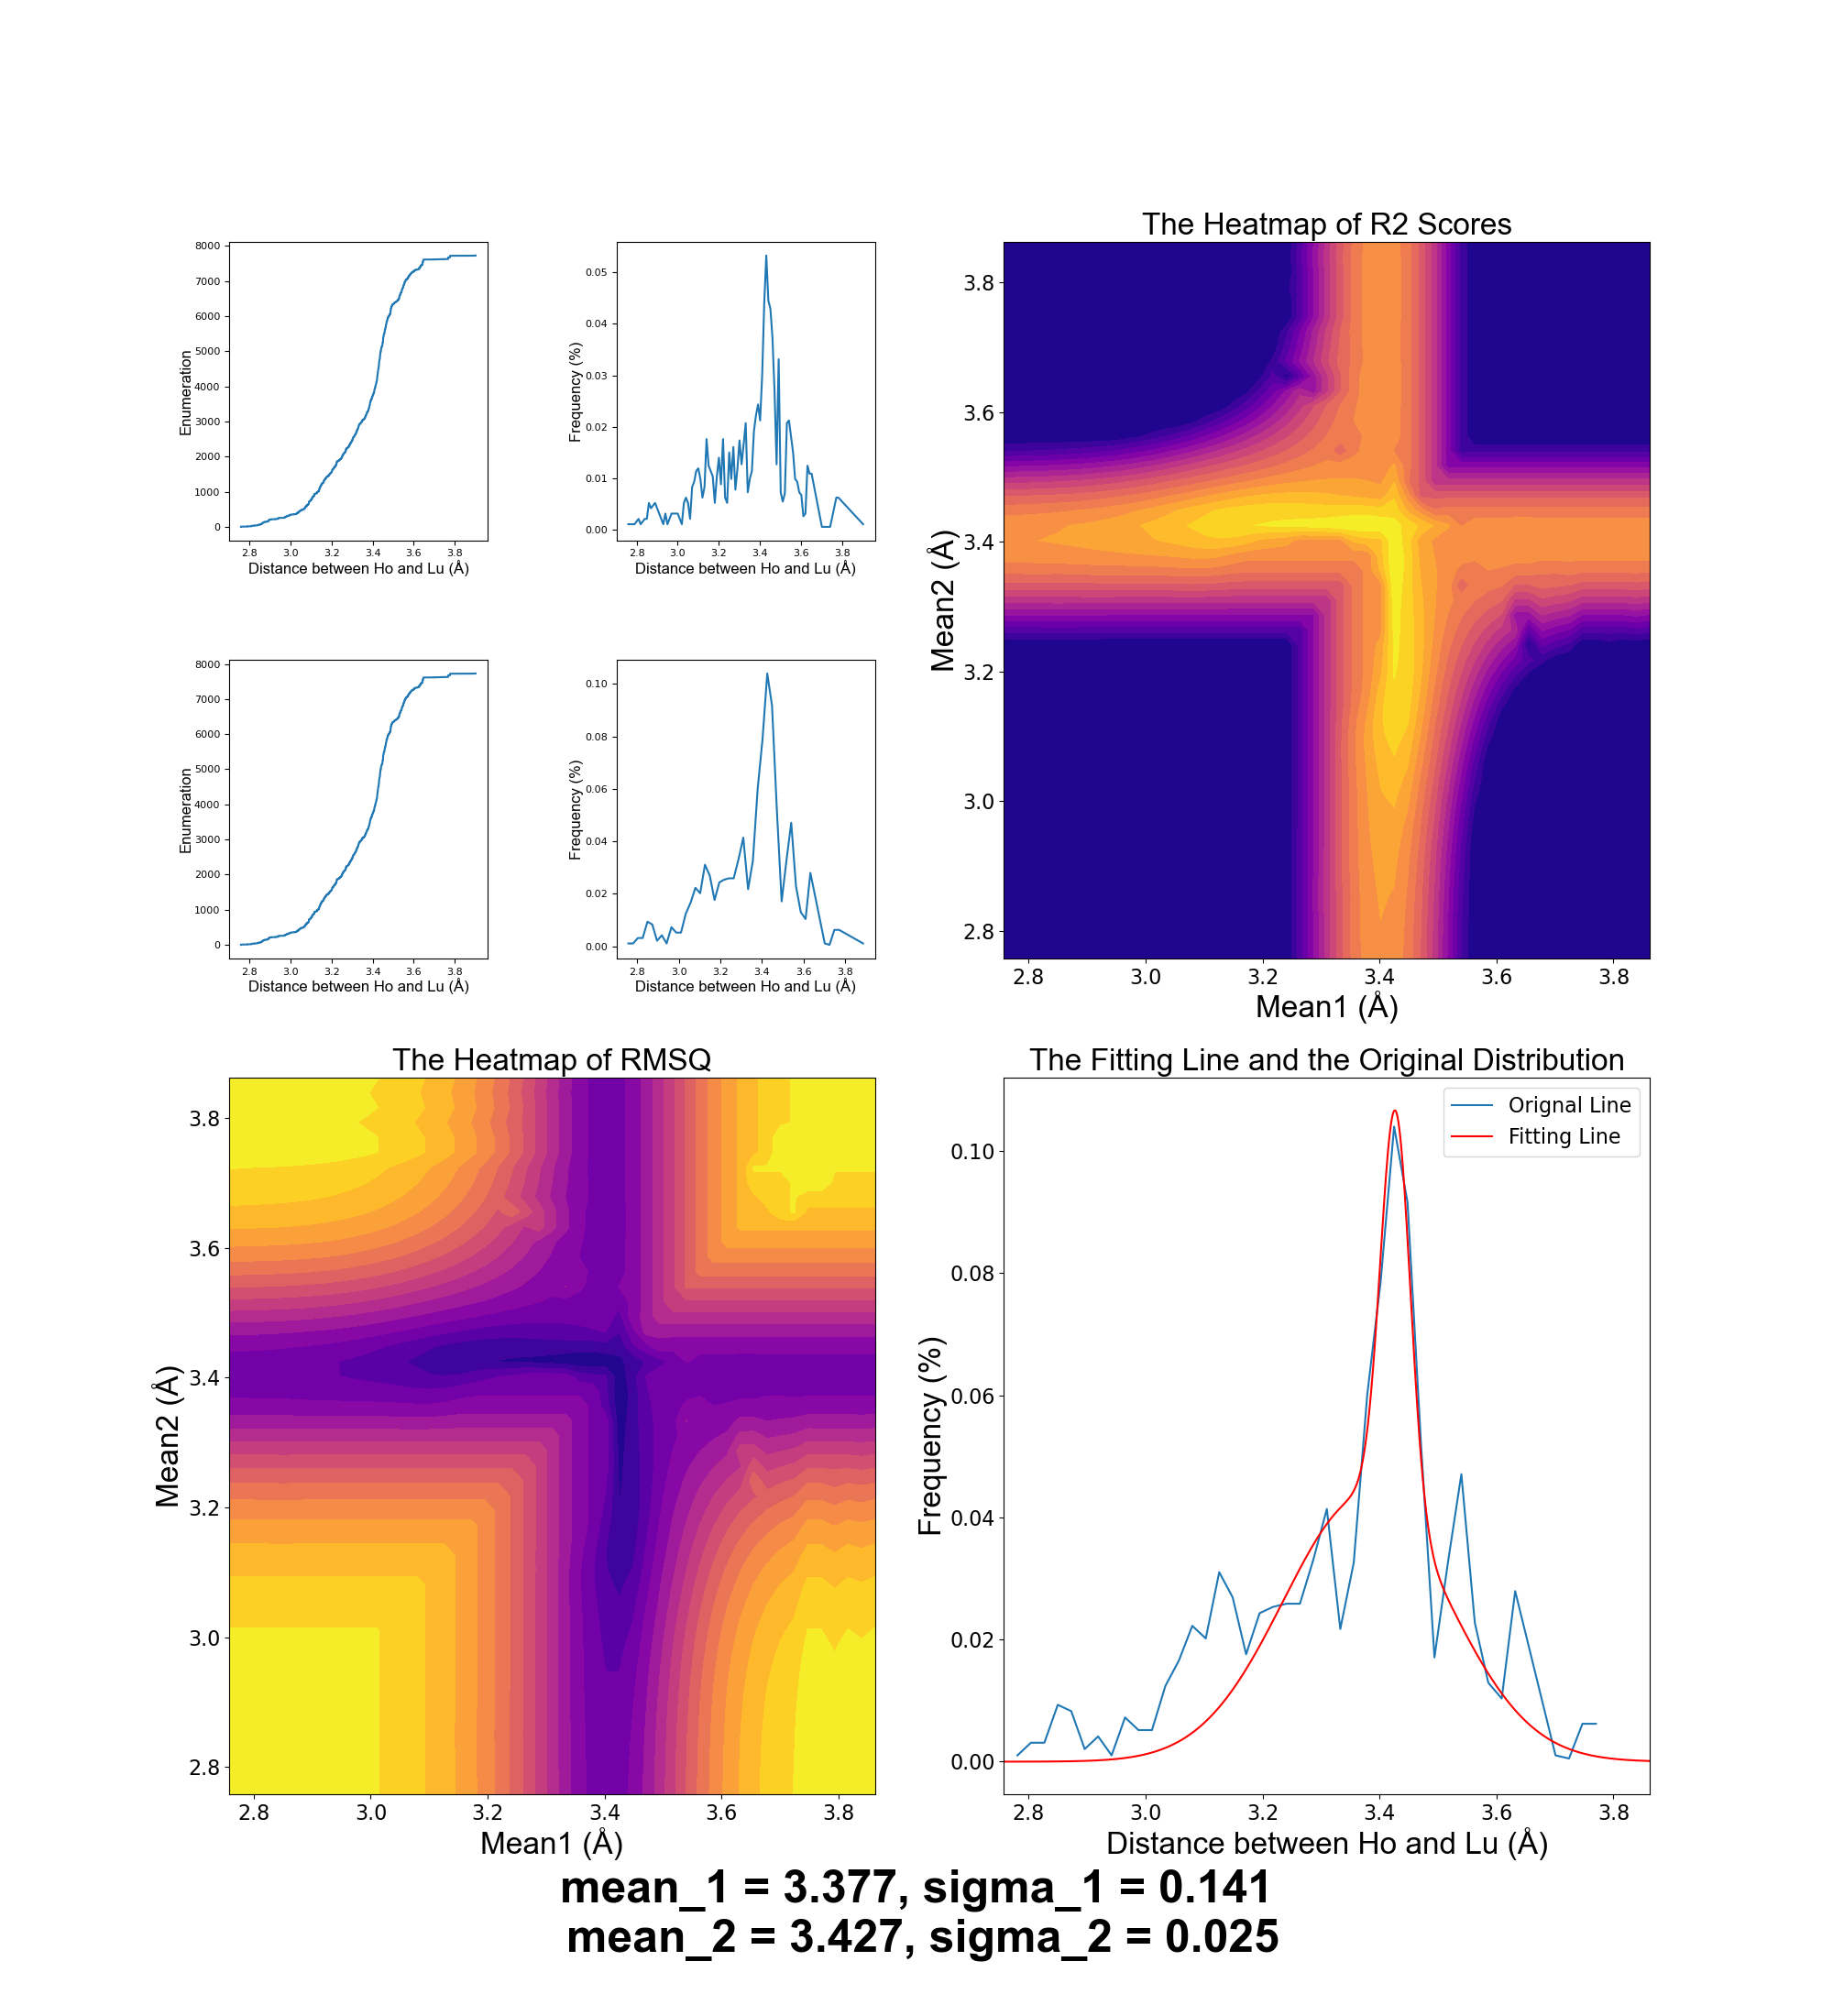 8000
7000
6000
5000
4000
3000
2000
1000
0
Enumeration
2.8 3.0 3.2 3.4 3.6 3.8
Distance between Ho and Lu (Å)
0.05
0.04
0.03
0.02
0.01
0.00
Frequency (%)
2.8 3.0 3.2 3.4 3.6 3.8
Distance between Ho and Lu (Å)
The Heatmap of R2 Scores
3.8
3.6
3.4
3.2
3.0
2.8
Mean2 (Å)
2.8 3.0 3.2 3.4 3.6 3.8
Mean1 (Å)
8000
7000
6000
5000
4000
3000
2000
1000
0
Enumeration
2.8 3.0 3.2 3.4 3.6 3.8
Distance between Ho and Lu (Å)
0.10
0.08
0.06
0.04
0.02
0.00
Frequency (%)
2.8 3.0 3.2 3.4 3.6 3.8
Distance between Ho and Lu (Å)
The Heatmap of RMSQ
3.8
3.6
3.4
3.2
3.0
2.8
Mean2 (Å)
2.8 3.0 3.2 3.4 3.6 3.8
Mean1 (Å)
The Fitting Line and the Original Distribution
Orignal Line
Fitting Line
0.10
0.08
0.06
0.04
0.02
0.00
Frequency (%)
2.8 3.0 3.2 3.4 3.6 3.8
Distance between Ho and Lu (Å)
mean_1 = 3.377, sigma_1 = 0.141
mean_2 = 3.427, sigma_2 = 0.025